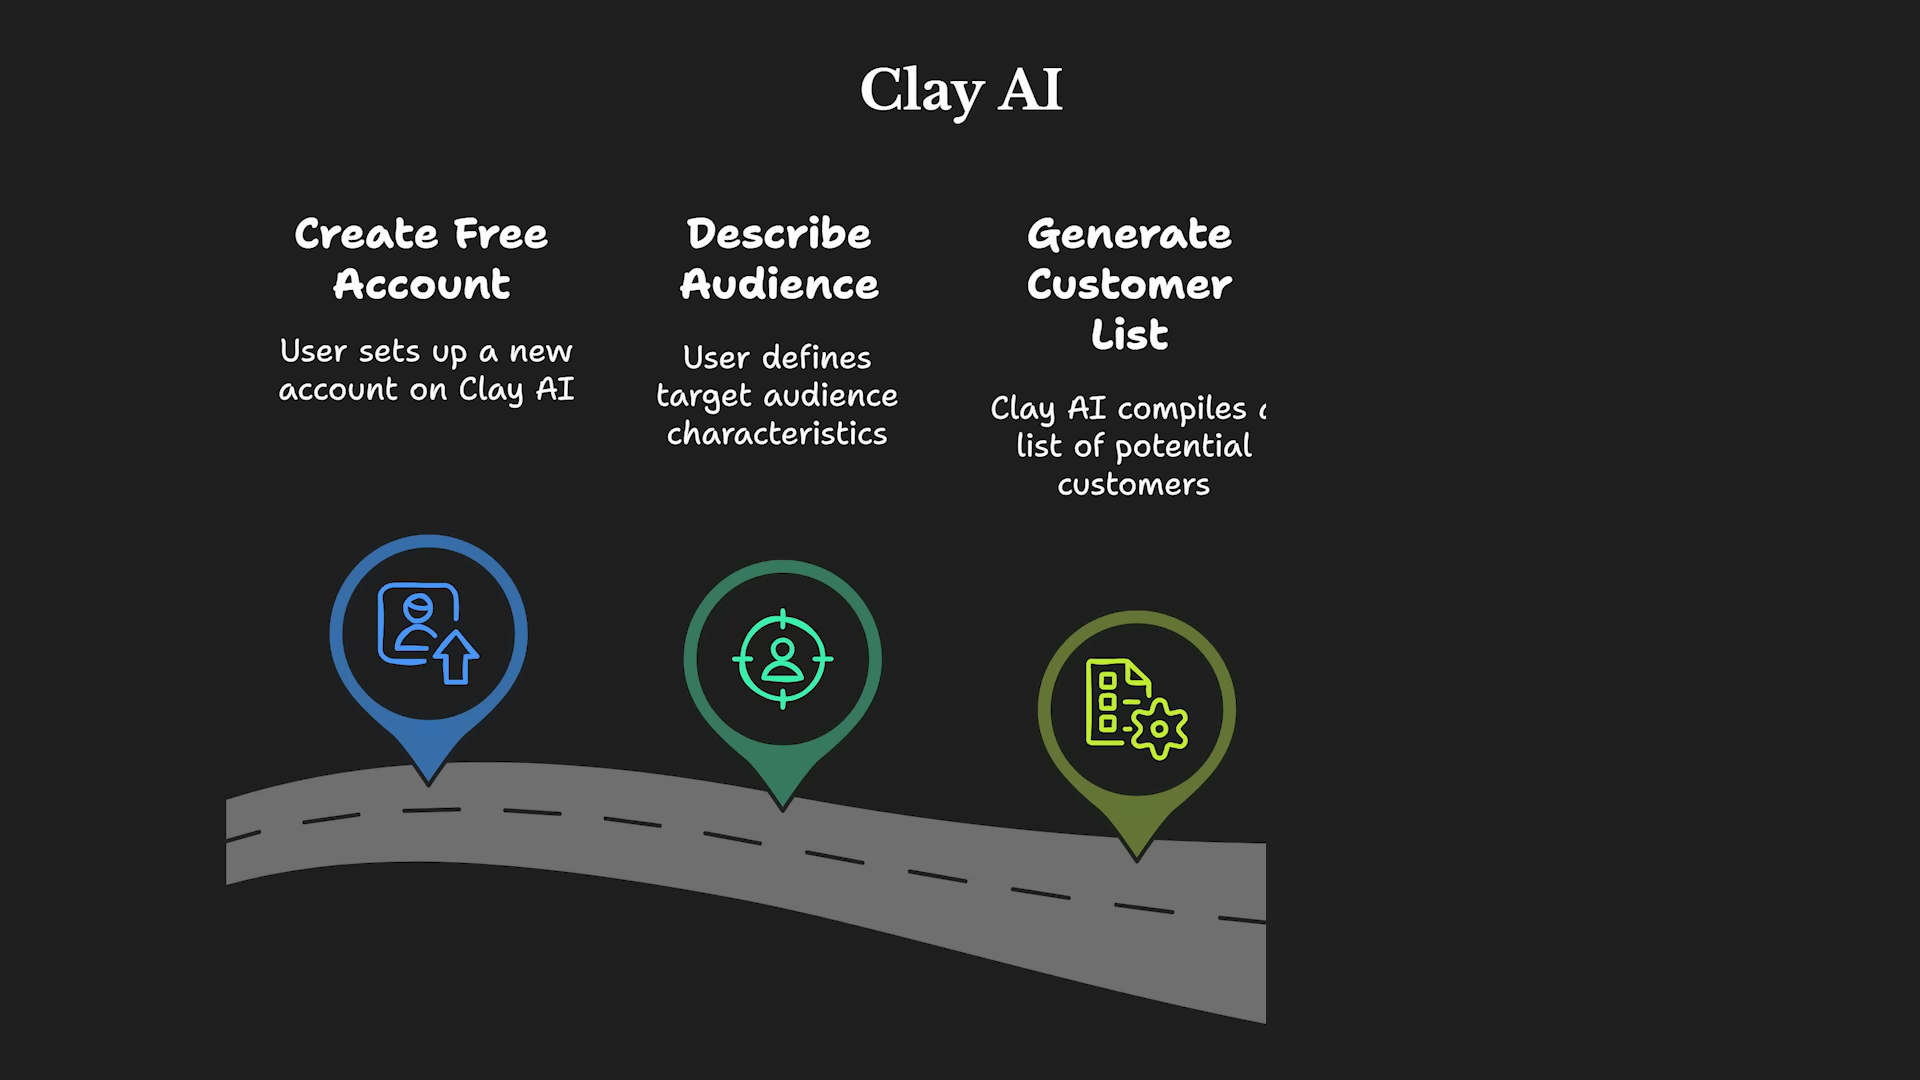 Clay AI
Create Free
Account
User sets up a new
account on Clay AI
Describe
Audience
User defines
target audience
characteristics
Generate
Customer
List
Clay AI compiles
list of potential
customers